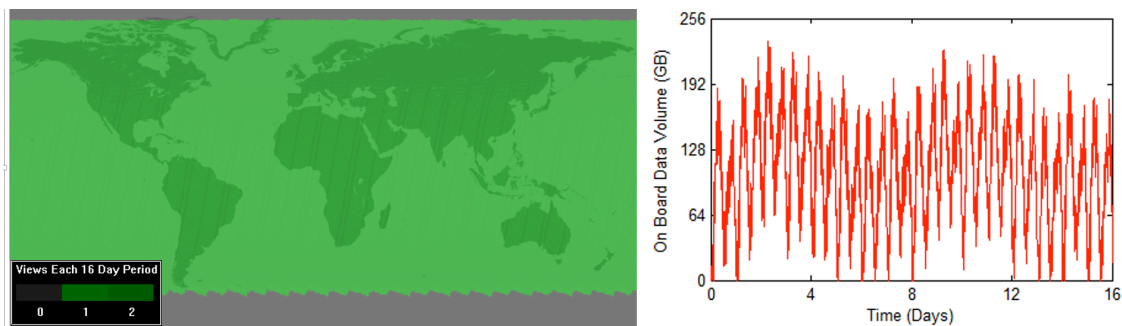 Views Each 16 Day Period
0 1 2
On Board Data Volume (GB)
256
192
128
64
0
0 4 8 12 16
Time (Days)